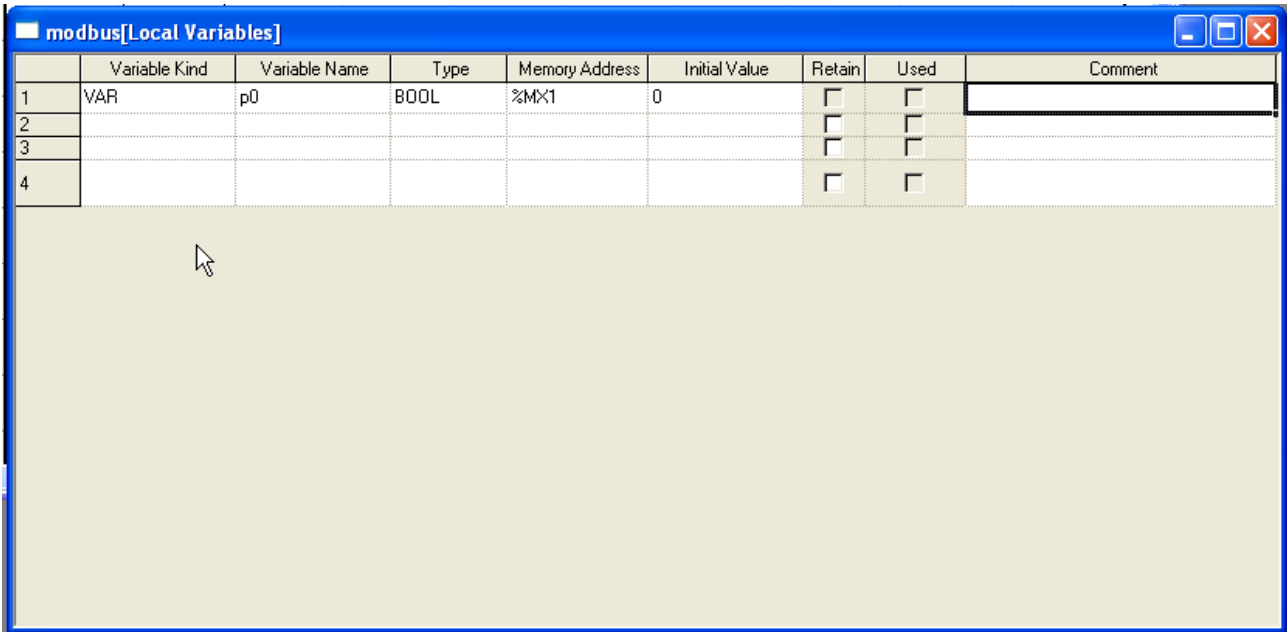 modbus[Local Variables]
Variable Kind Variable Name Type Memory Address Initial Value Retain Used Comment
1 VAR p0 BOOL %MX1 0
2
3
4